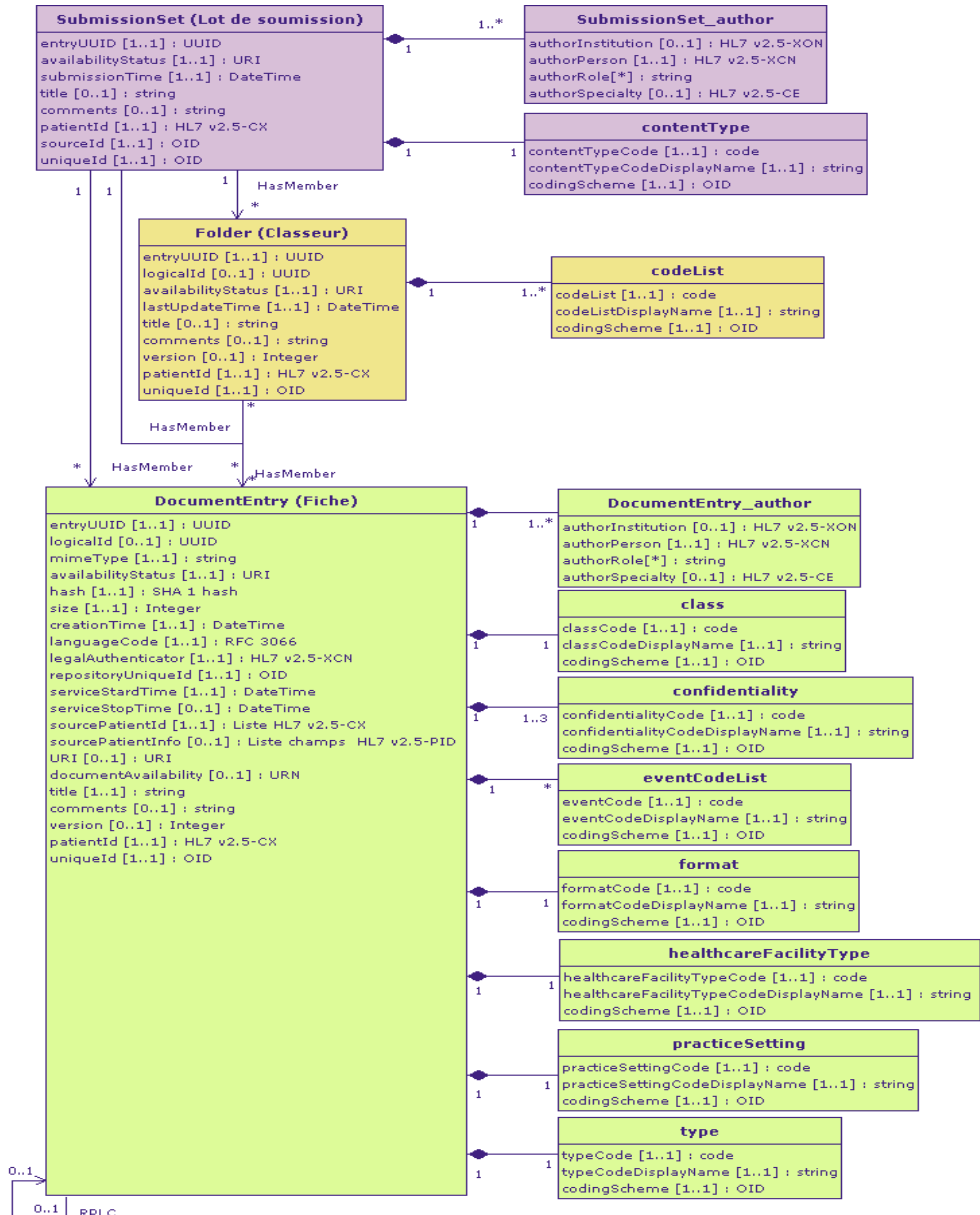 SubmissionSet (Lot de soumission)
entryUUID [1..1] : UUID
availabilityStatus [1..1] : URI
submissionTime [1..1] : DateTime
title [0..1] : string
comments [0..1] : string
patientId [1..1] : HL7 v2.5-CX
sourceId [1..1] : OID
uniqueId [1..1] : OID
1
1..*
SubmissionSet_author
authorInstitution [0..1] : HL7 v2.5-XON
authorPerson [1..1] : HL7 v2.5-XCN
authorRole[*] : string
authorSpecialty [0..1] : HL7 v2.5-CE
1
1
contentType
contentTypeCode [1..1] : code
contentTypeCodeDisplayName [1..1] : string
codingScheme [1..1] : OID
1
1
1
HasMember
*
Folder (Classeur)
entryUUID [1..1] : UUID
logicalId [0..1] : UUID
availabilityStatus [1..1] : URI
lastUpdateTime [1..1] : DateTime
title [0..1] : string
comments [0..1] : string
version [0..1] : Integer
patientId [1..1] : HL7 v2.5-CX
uniqueId [1..1] : OID
1
1..*
codeList
codeList [1..1] : code
codeListDisplayName [1..1] : string
codingScheme [1..1] : OID
*
HasMember
*
HasMember
*
HasMember
*
DocumentEntry (Fiche)
entryUUID [1..1] : UUID
logicalId [0..1] : UUID
mimeType [1..1] : string
availabilityStatus [1..1] : URI
hash [1..1] : SHA 1 hash
size [1..1] : Integer
creationTime [1..1] : DateTime
languageCode [1..1] : RFC 3066
legalAuthenticator [1..1] : HL7 v2.5-XCN
repositoryUniqueId [1..1] : OID
serviceStardTime [1..1] : DateTime
serviceStopTime [0..1] : DateTime
sourcePatientId [1..1] : Liste HL7 v2.5-CX
sourcePatientInfo [0..1] : Liste champs HL7 v2.5-PID
URI [0..1] : URI
documentAvailability [0..1] : URN
title [1..1] : string
comments [0..1] : string
version [0..1] : Integer
patientId [1..1] : HL7 v2.5-CX
uniqueId [1..1] : OID
1
1..*
DocumentEntry_author
authorInstitution [0..1] : HL7 v2.5-XON
authorPerson [1..1] : HL7 v2.5-XCN
authorRole[*] : string
authorSpecialty [0..1] : HL7 v2.5-CE
1
1
class
classCode [1..1] : code
classCodeDisplayName [1..1] : string
codingScheme [1..1] : OID
1
1..3
confidentiality
confidentialityCode [1..1] : code
confidentialityCodeDisplayName [1..1] : string
codingScheme [1..1] : OID
1
*
eventCodeList
eventCode [1..1] : code
eventCodeDisplayName [1..1] : string
codingScheme [1..1] : OID
1
1
format
formatCode [1..1] : code
formatCodeDisplayName [1..1] : string
codingScheme [1..1] : OID
1
1
healthcareFacilityType
healthcareFacilityTypeCode [1..1] : code
healthcareFacilityTypeCodeDisplayName [1..1] : string
codingScheme [1..1] : OID
1
1
practiceSetting
practiceSettingCode [1..1] : code
practiceSettingCodeDisplayName [1..1] : string
codingScheme [1..1] : OID
1
1
type
typeCode [1..1] : code
typeCodeDisplayName [1..1] : string
codingScheme [1..1] : OID
0..1
0..1
RPLC